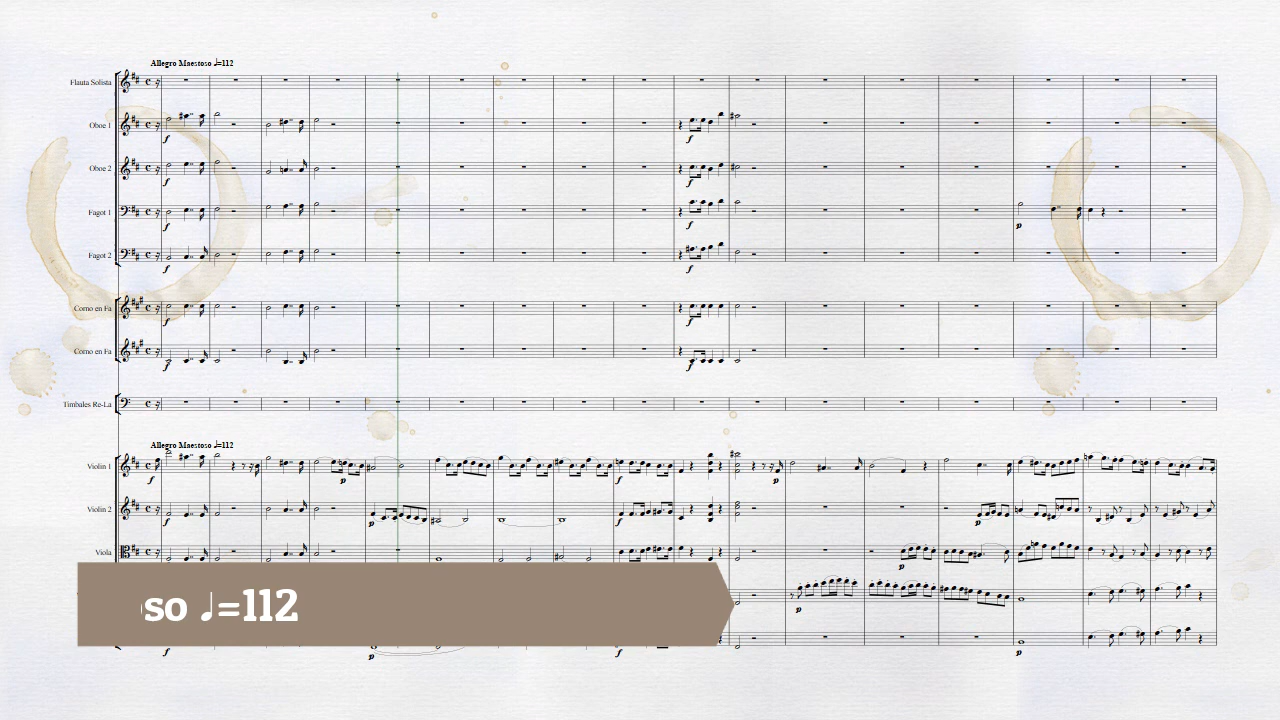 Allegro Maestoso ♩=112
Flauta Solista
Oboe 1
f
Oboe 2
f
Fagot 1
f
p
Fagot 2
f
Corno en Fa
f
Corno en Fa
f
Timbales Re-La
Allegro Maestoso ♩=112
Violin 1
f
p
p
Violin 2
f
p
f
p
Viola
p
oso ♩=112
p
f
p
f
p